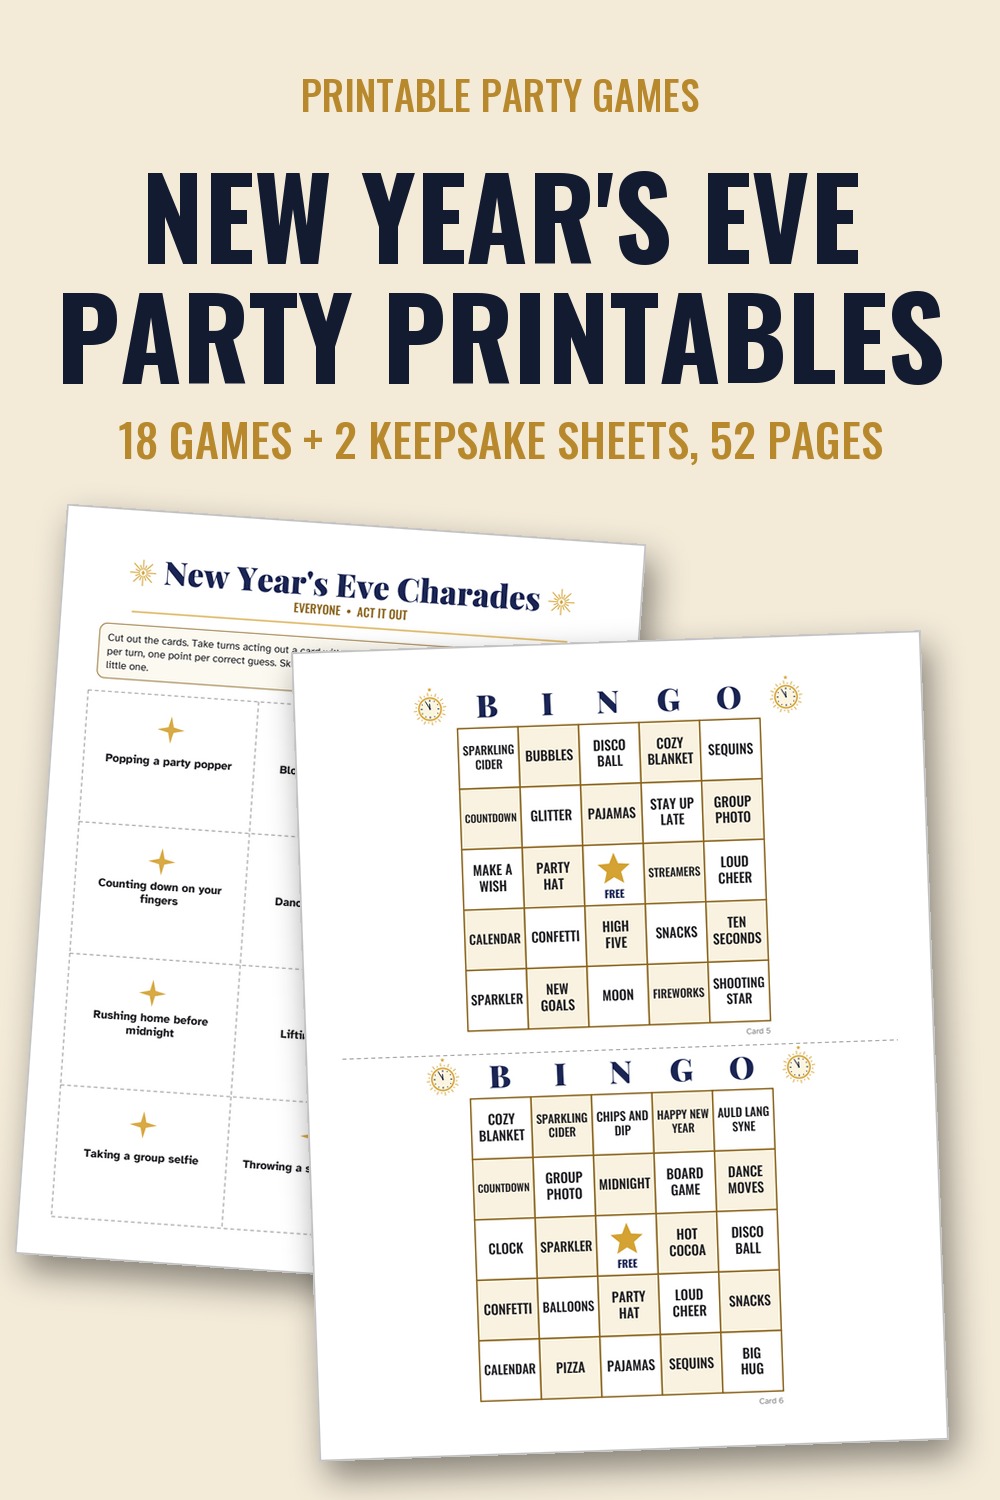 PRINTABLE PARTY GAMES
NEW YEAR'S EVE
PARTY PRINTABLES
18 GAMES + 2 KEEPSAKE SHEETS, 52 PAGES
New Year's Eve Charades
EVERYONE • ACT IT OUT
Cut out the cards. Take turns acting out a card
per turn, one point per correct guess.
little one.
Popping a party popper
Counting down on your
fingers
Rushing home before
midnight
Taking a group selfie
Throwing a
B I N G O
SPARKLING CIDER BUBBLES DISCO BALL COZY BLANKET SEQUINS
COUNTDOWN GLITTER PAJAMAS STAY UP LATE GROUP PHOTO
MAKE A WISH PARTY HAT FREE STREAMERS LOUD CHEER
CALENDAR CONFETTI HIGH FIVE SNACKS TEN SECONDS
SPARKLER NEW GOALS MOON FIREWORKS SHOOTING STAR
Card 5
B I N G O
COZY BLANKET SPARKLING CIDER CHIPS AND DIP HAPPY NEW YEAR AULD LANG SYNE
COUNTDOWN GROUP PHOTO MIDNIGHT BOARD GAME DANCE MOVES
CLOCK SPARKLER FREE HOT COCOA DISCO BALL
CONFETTI BALLOONS PARTY HAT LOUD CHEER SNACKS
CALENDAR PIZZA PAJAMAS SEQUINS BIG HUG
Card 6